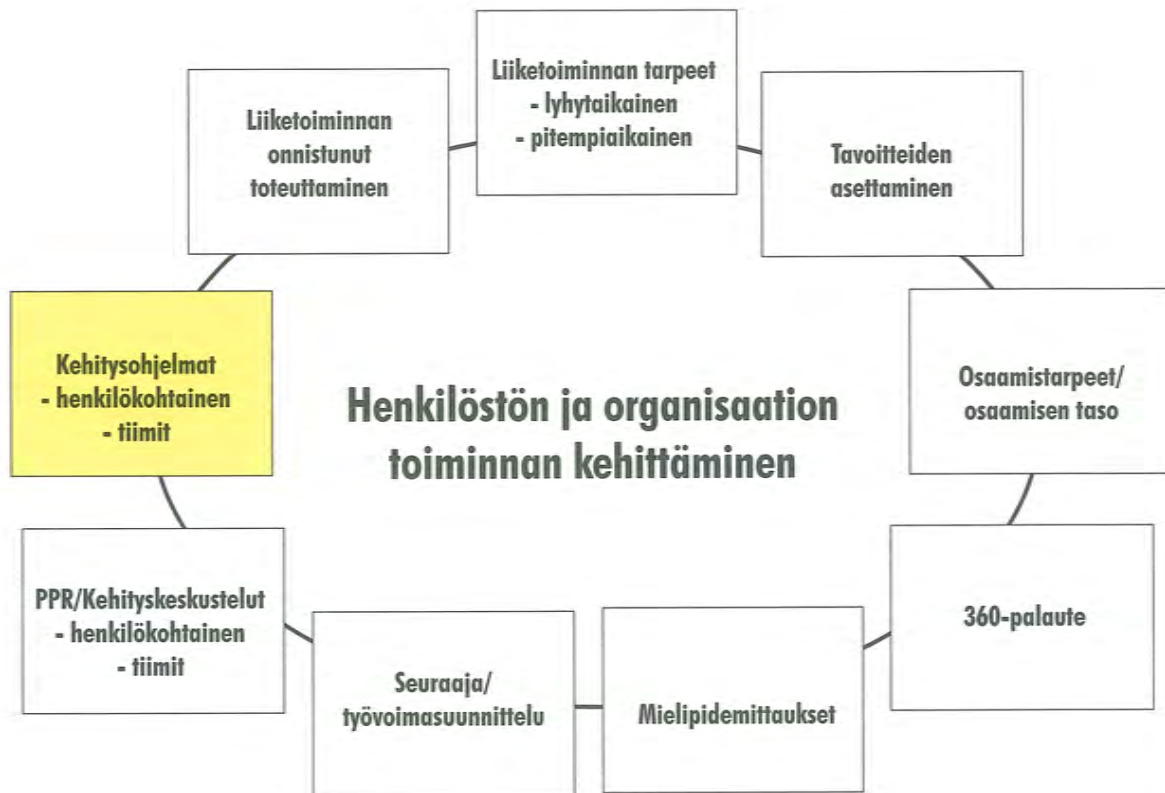 Liiketoiminnan tarpeet
- lyhytaikainen
- pitempiaikainen
Tavoitteiden
asettaminen
Osaamistarpeet/
osaamisen taso
360-palaute
Mielipidemittaukset
Seuraaja/
työvoimasuunnittelu
PPR/Kehityskeskustelut
- henkilökohtainen
- tiimit
Kehitysohjelmat
- henkilökohtainen
- tiimit
Liiketoiminnan
onnistunut
toteuttaminen
Henkilöstön ja organisaation
toiminnan kehittäminen